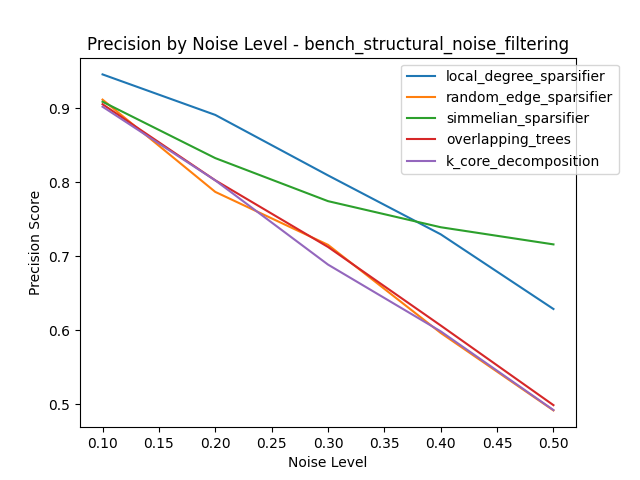 Precision by Noise Level - bench_structural_noise_filtering
local_degree_sparsifier
random_edge_sparsifier
simmelian_sparsifier
overlapping_trees
k_core_decomposition
Precision Score
0.9
0.8
0.7
0.6
0.5
0.10 0.15 0.20 0.25 0.30 0.35 0.40 0.45 0.50
Noise Level